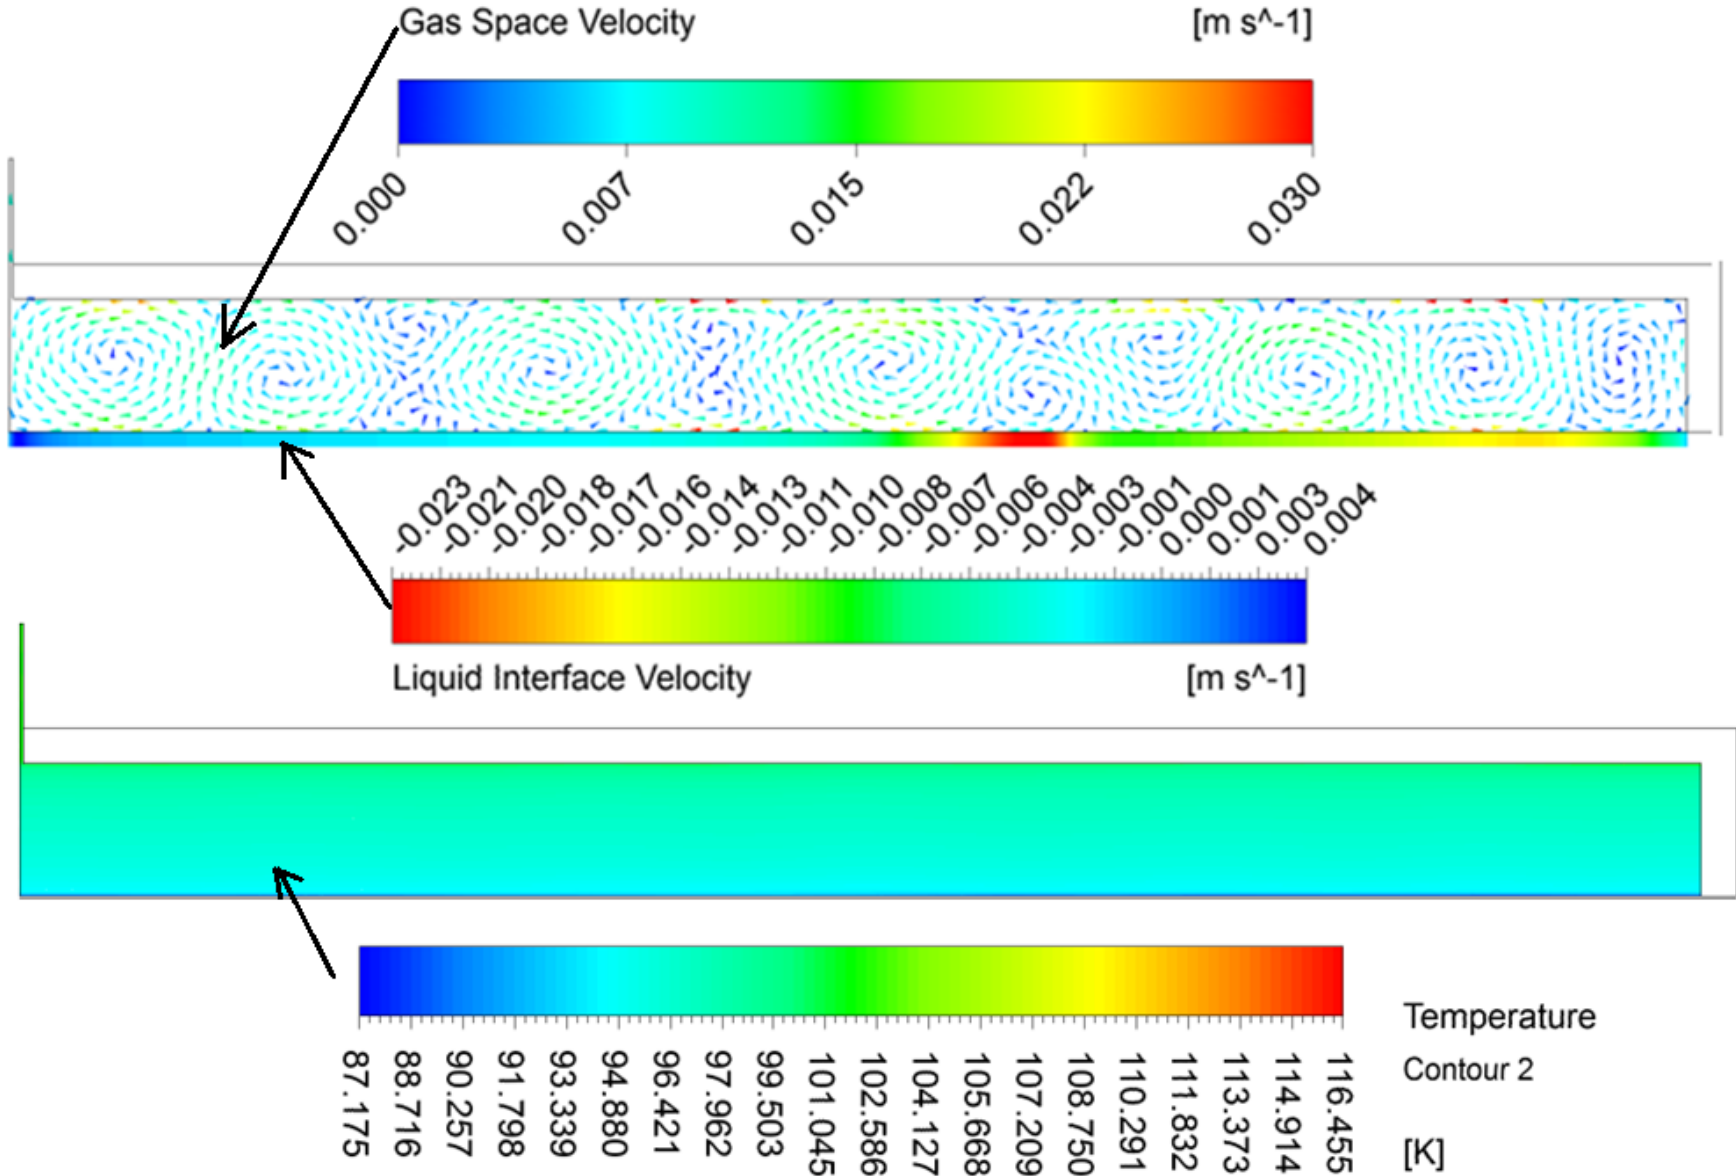 Gas Space Velocity [m s^-1]
0.000 0.007 0.015 0.022 0.030
-0.023 -0.021 -0.020 -0.018 -0.017 -0.016 -0.014 -0.013 -0.011 -0.010 -0.008 -0.007 -0.006 -0.004 -0.003 -0.001 0.000 0.001 0.003 0.004
Liquid Interface Velocity [m s^-1]
87.175 88.716 90.257 91.798 93.339 94.880 96.421 97.962 99.503 101.045 102.586 104.127 105.668 107.209 108.750 110.291 111.832 113.373 114.914 116.455
Temperature
Contour 2
[K]